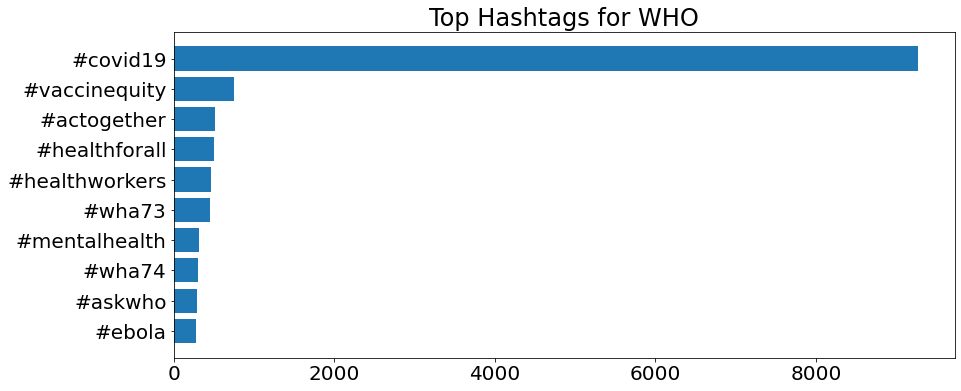 Top Hashtags for WHO
#covid19
#vaccinequity
#actogether
#healthforall
#healthworkers
#wha73
#mentalhealth
#wha74
#askwho
#ebola
0 2000 4000 6000 8000